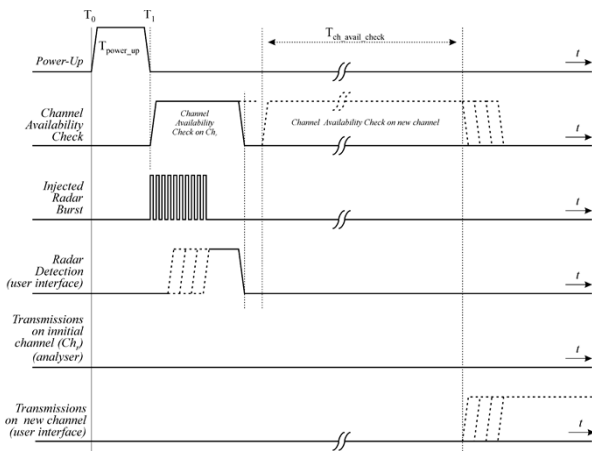 T0 T1
Tpower_up
Tch_avail_check
Power-Up
t
Channel
Availability
Check
Channel
Availability
Check on Chr
Channel Availability Check on new channel
t
Injected
Radar
Burst
t
Radar
Detection
(user interface)
t
Transmissions
on innitial
channel (Chr)
(analyser)
t
Transmissions
on new channel
(user interface)
t